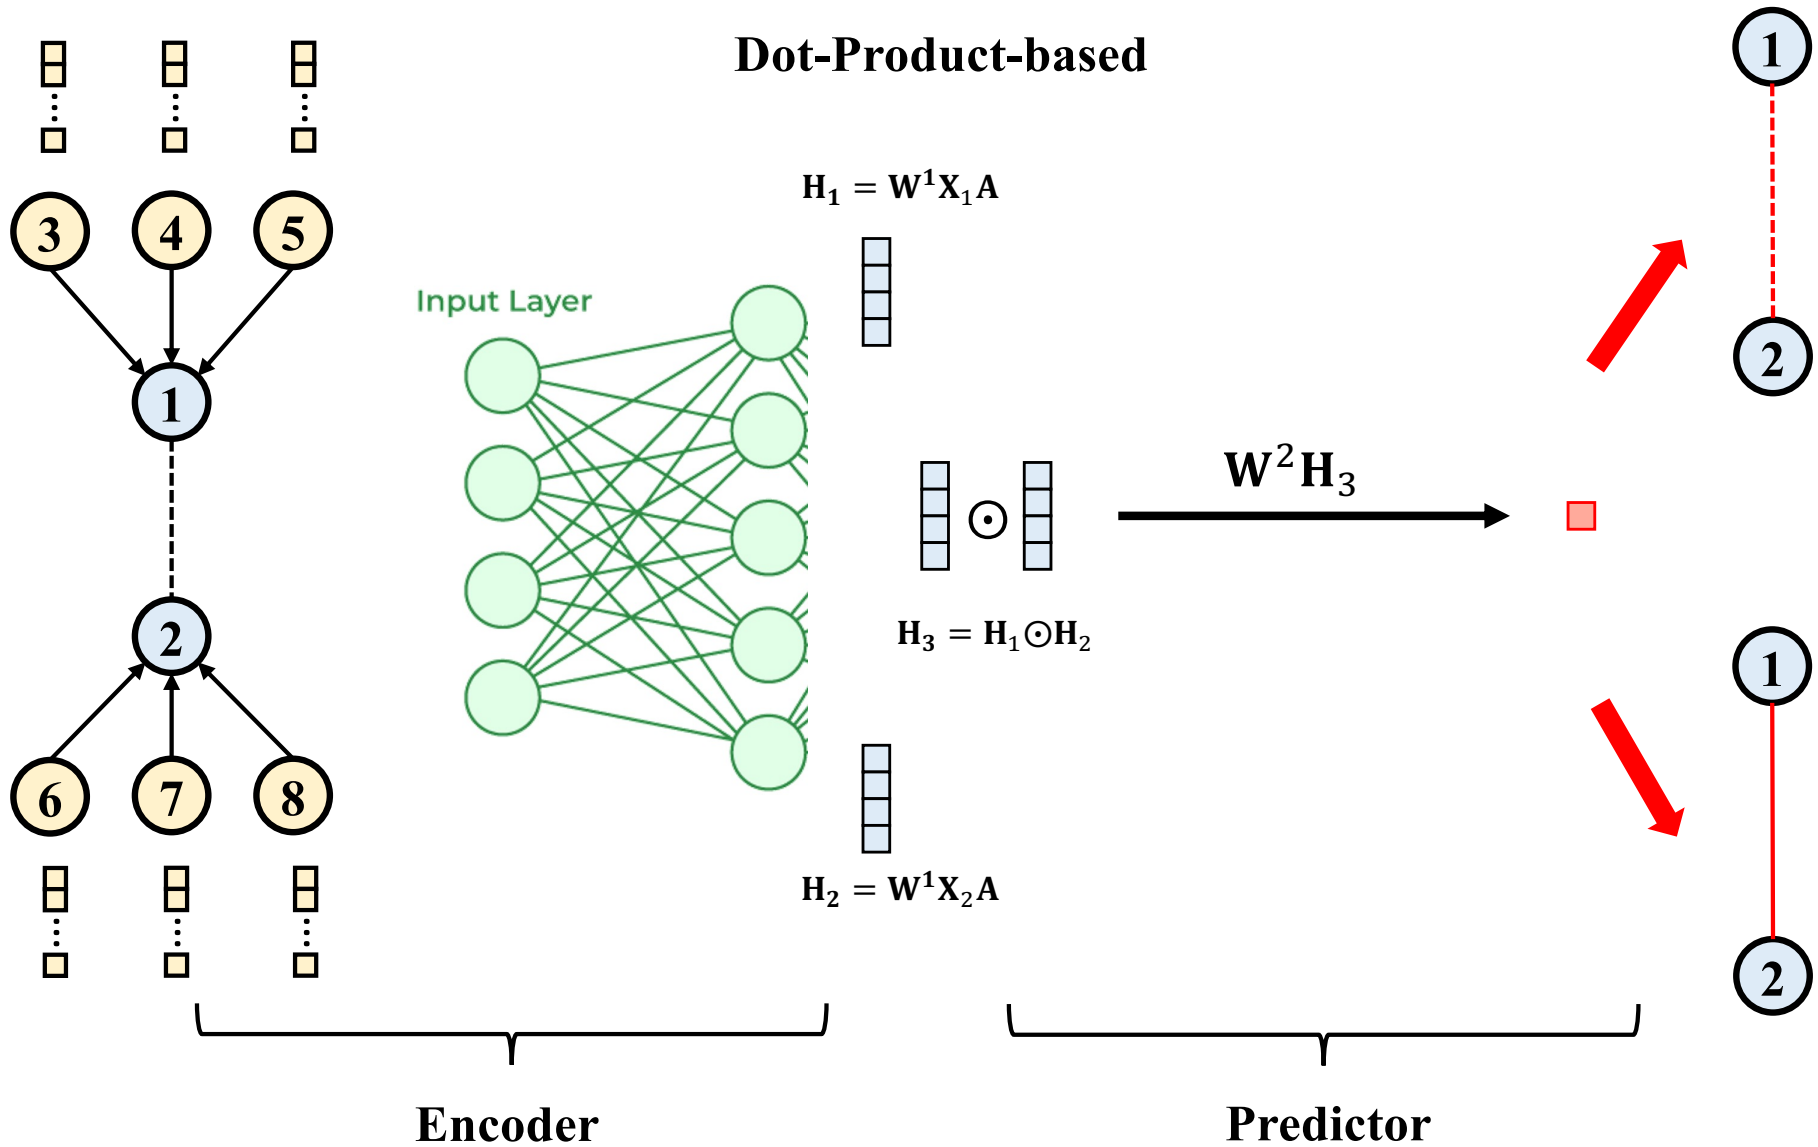 Dot-Product-based
1
3 4 5
H₁ = W¹X₁A
Input Layer
2
1
W²H₃
2
H₃ = H₁⊙H₂
1
6 7 8
H₂ = W¹X₂A
2
Encoder
Predictor